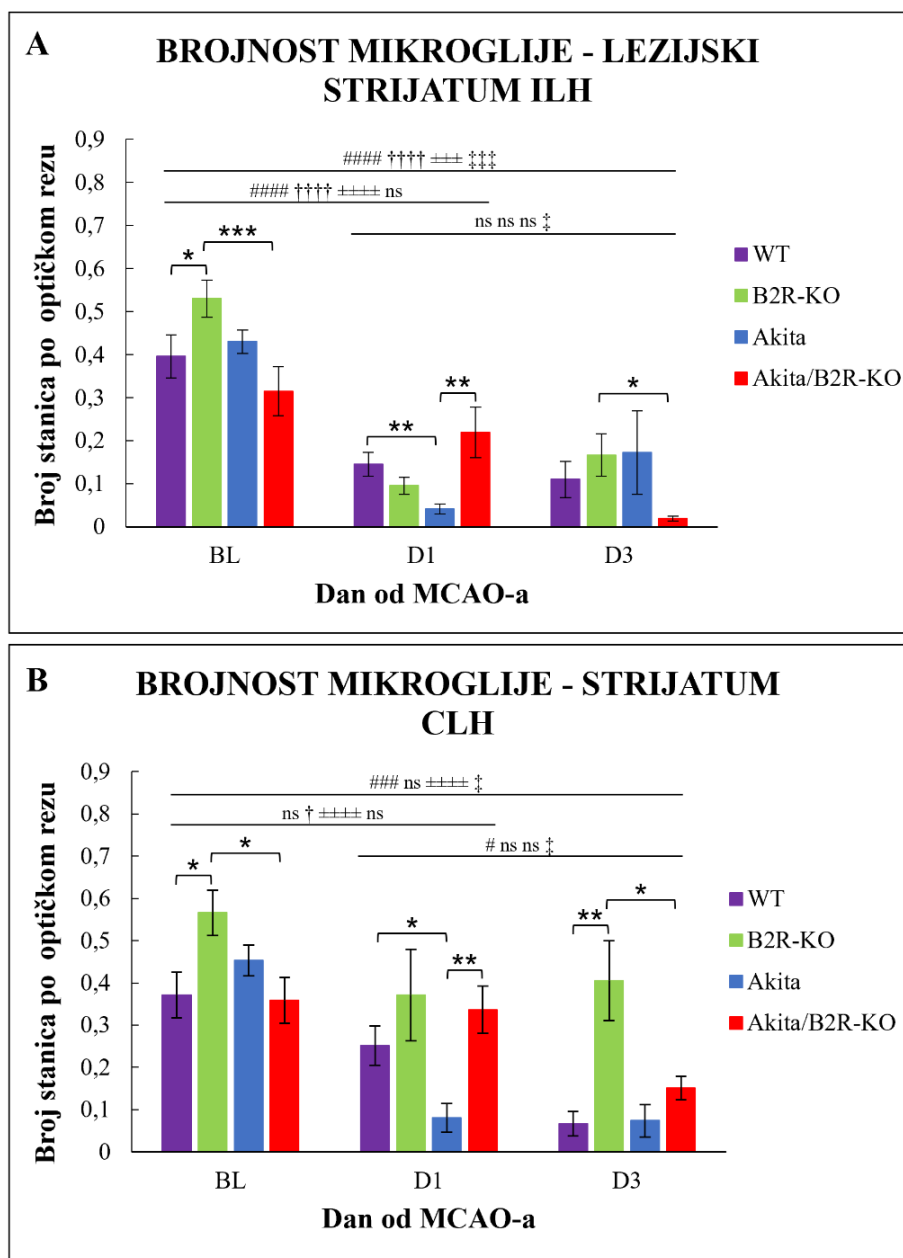 A
BROJNOST MIKROGLIJE - LEZIJSKI
STRIJATUM ILH
Broj stanica po optičkom rezu
0,9
0,8
0,7
0,6
0,5
0,4
0,3
0,2
0,1
0
#### †††† ±±± ‡‡‡
#### †††† ±±±± ns
ns ns ns ‡
*
***
**
**
*
BL
D1
D3
Dan od MCAO-a
WT
B2R-KO
Akita
Akita/B2R-KO
B
BROJNOST MIKROGLIJE - STRIJATUM
CLH
Broj stanica po optičkom rezu
0,9
0,8
0,7
0,6
0,5
0,4
0,3
0,2
0,1
0
### ns ±±±± ‡
ns † ±±±± ns
# ns ns ‡
*
*
*
**
**
*
BL
D1
D3
Dan od MCAO-a
WT
B2R-KO
Akita
Akita/B2R-KO